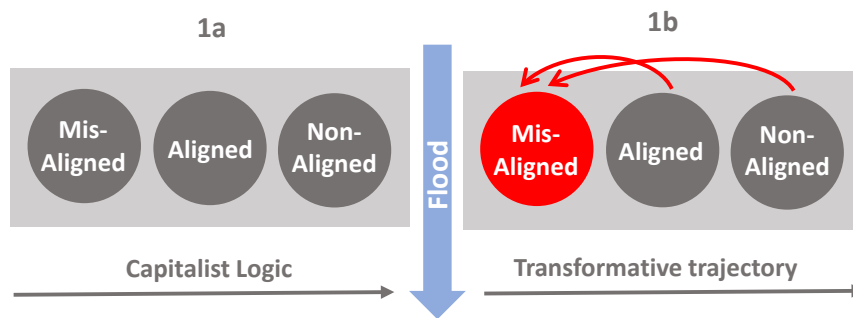 1a
Mis-
Aligned
Aligned
Non-
Aligned
Capitalist Logic
Flood
1b
Mis-
Aligned
Aligned
Non-
Aligned
Transformative trajectory